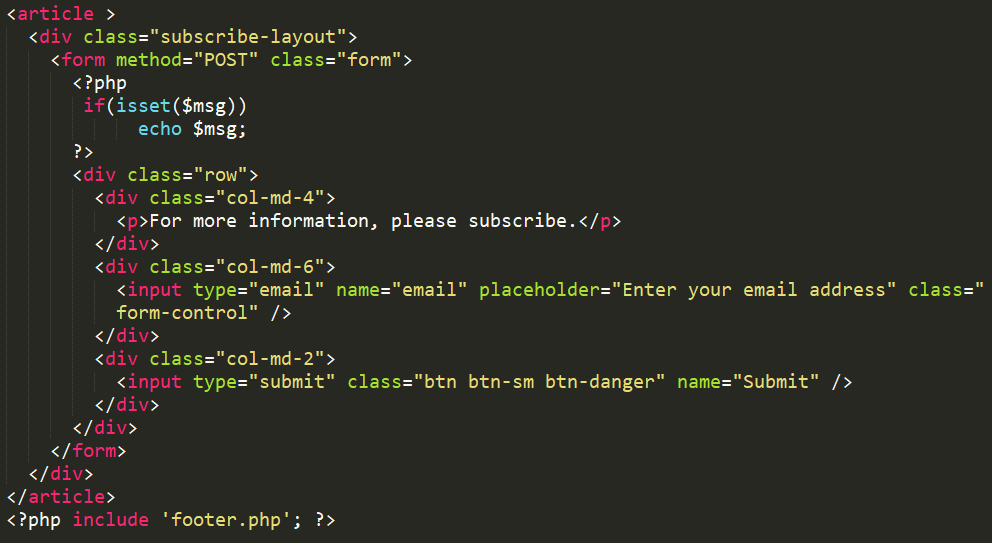 <article >
<div class="subscribe-layout">
<form method="POST" class="form">
<?php
if(isset($msg))
echo $msg;
?>
<div class="row">
<div class="col-md-4">
<p>For more information, please subscribe.</p>
</div>
<div class="col-md-6">
<input type="email" name="email" placeholder="Enter your email address" class="
form-control" />
</div>
<div class="col-md-2">
<input type="submit" class="btn btn-sm btn-danger" name="Submit" />
</div>
</div>
</form>
</div>
</article>
<?php include 'footer.php'; ?>